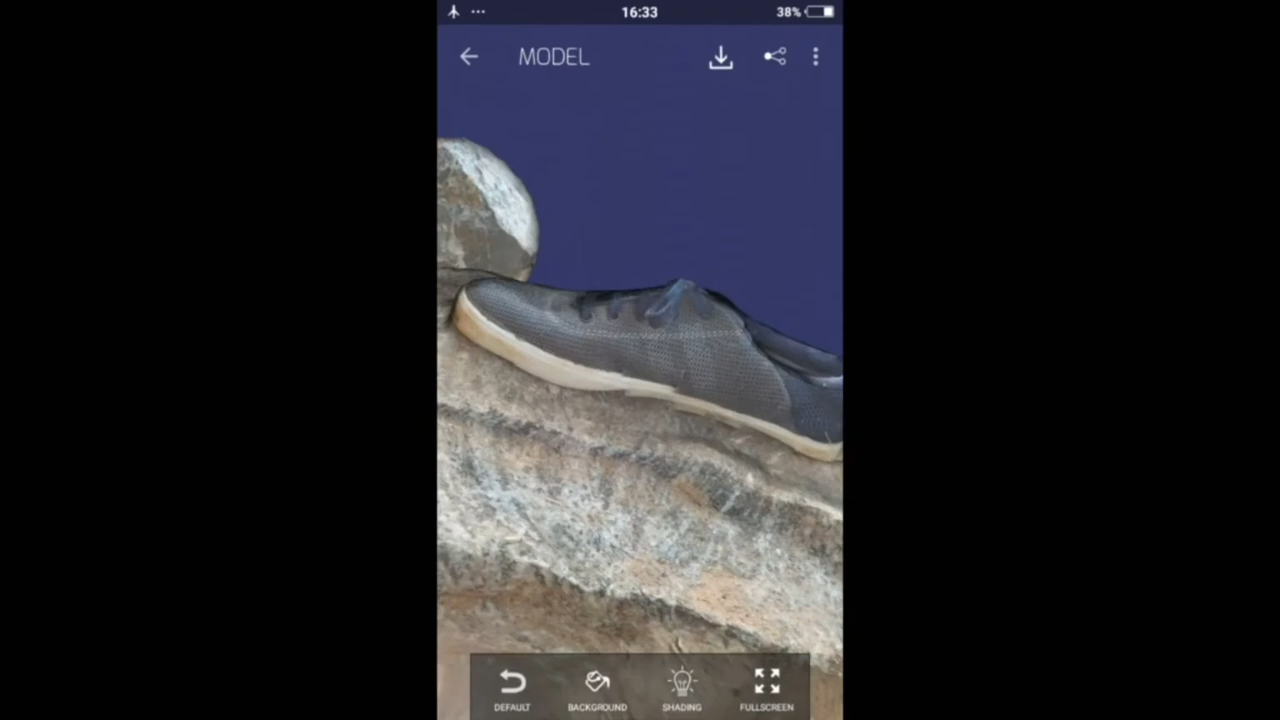 16:33
38%
MODEL
DEFAULT
BACKGROUND
SHADING
FULLSCREEN